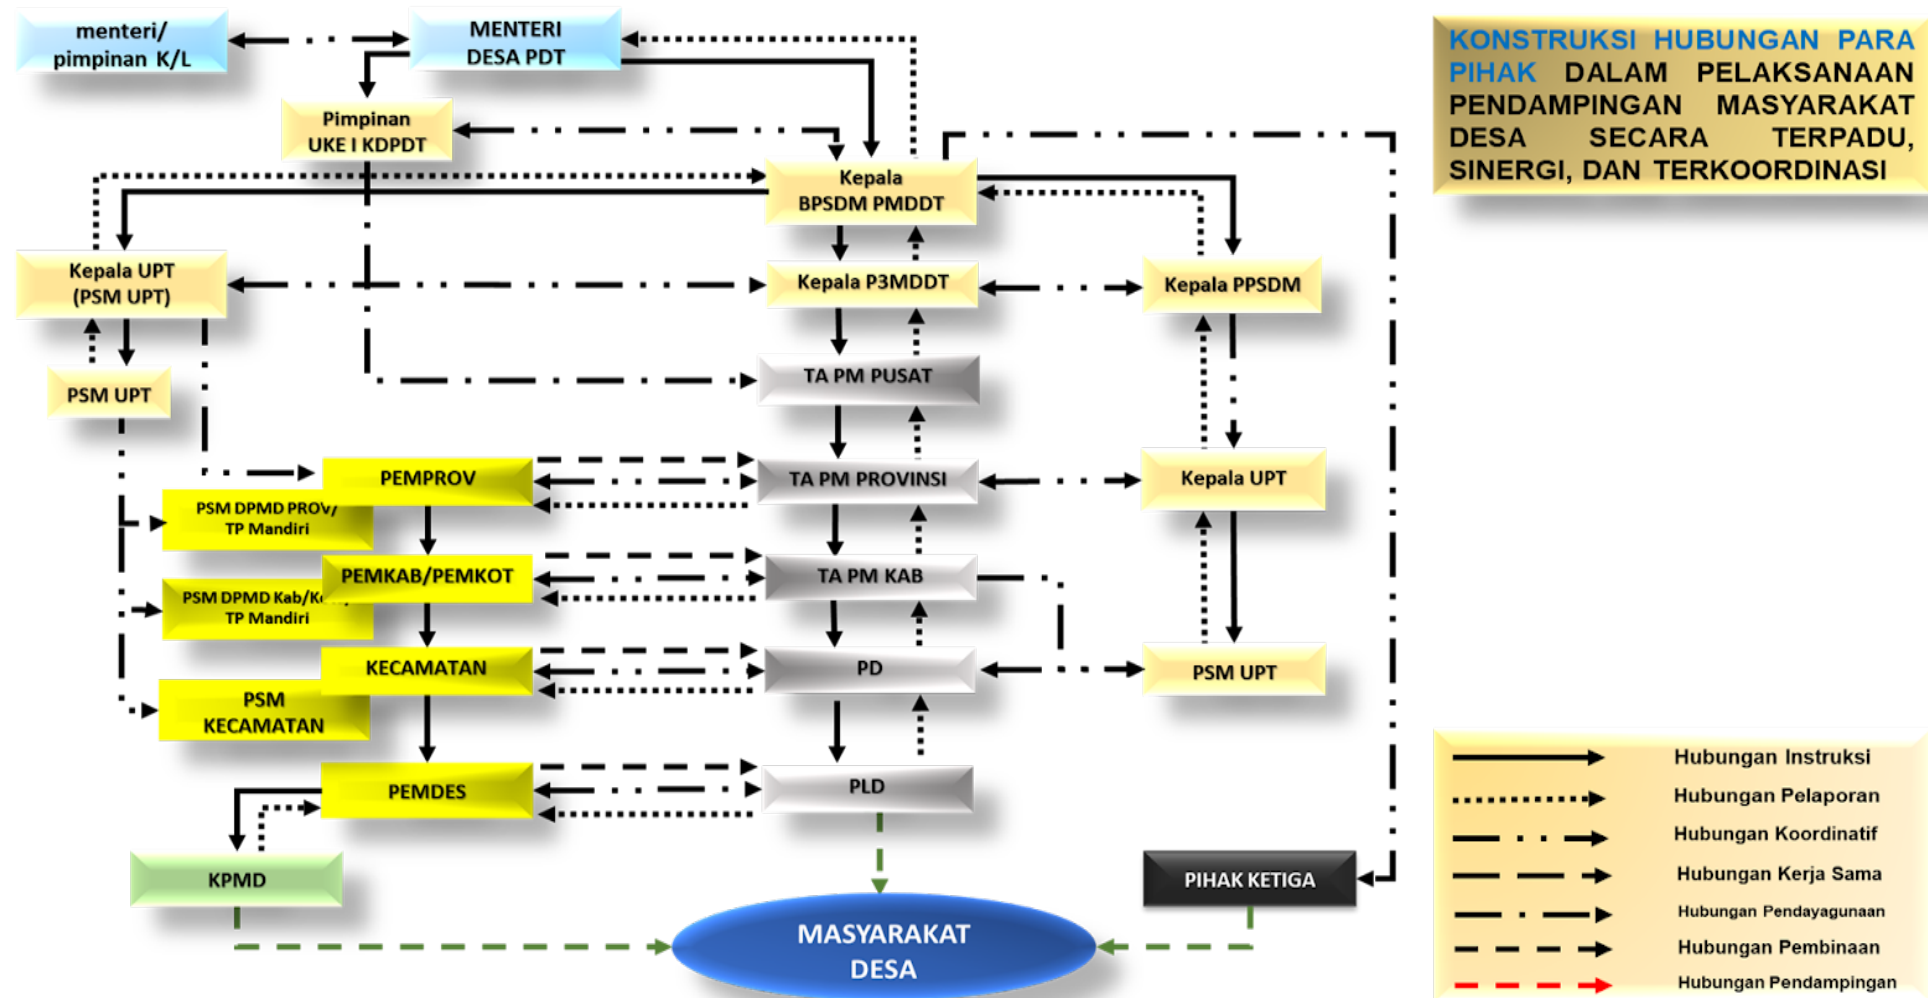 menteri/
pimpinan K/L
MENTERI
DESA PDT
KONSTRUKSI HUBUNGAN PARA
PIHAK DALAM PELAKSANAAN
PENDAMPINGAN MASYARAKAT
DESA SECARA TERPADU,
SINERGI, DAN TERKOORDINASI
Pimpinan
UKE I KDPDT
Kepala
BPSDM PMDDT
Kepala UPT
(PSM UPT)
Kepala P3MDDT
Kepala PPSDM
PSM UPT
TA PM PUSAT
PEMPROV
TA PM PROVINSI
Kepala UPT
PSM DPMD PROV/
TP Mandiri
PEMKAB/PEMKOT
TA PM KAB
PSM DPMD Kab/
TP Mandiri
KECAMATAN
PD
PSM UPT
PSM
KECAMATAN
PEMDES
PLD
KPMD
PIHAK KETIGA
MASYARAKAT
DESA
Hubungan Instruksi
Hubungan Pelaporan
Hubungan Koordinatif
Hubungan Kerja Sama
Hubungan Pendayagunaan
Hubungan Pembinaan
Hubungan Pendampingan